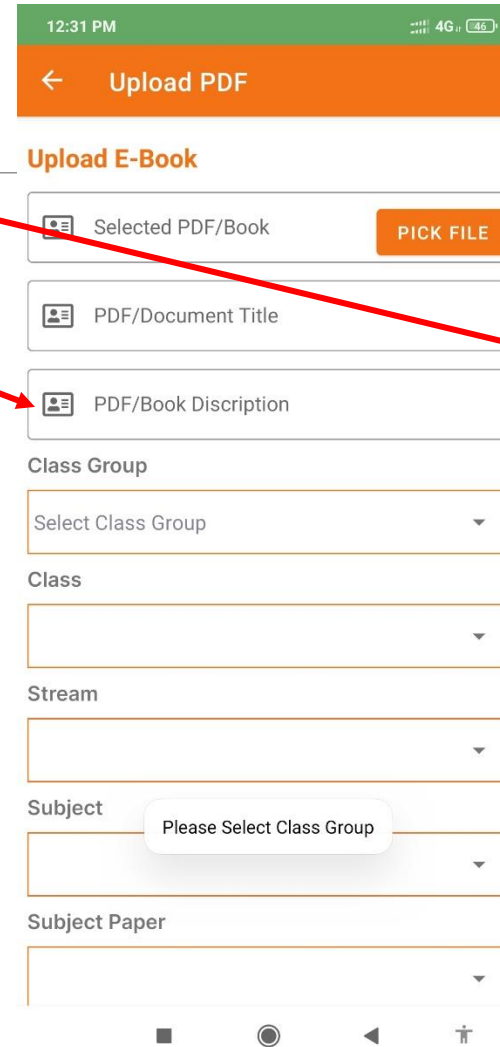 12:31 PM 4G 46
Upload PDF
Upload E-Book
Selected PDF/Book PICK FILE
PDF/Document Title
PDF/Book Discription
Class Group
Select Class Group
Class
Stream
Subject
Please Select Class Group
Subject Paper